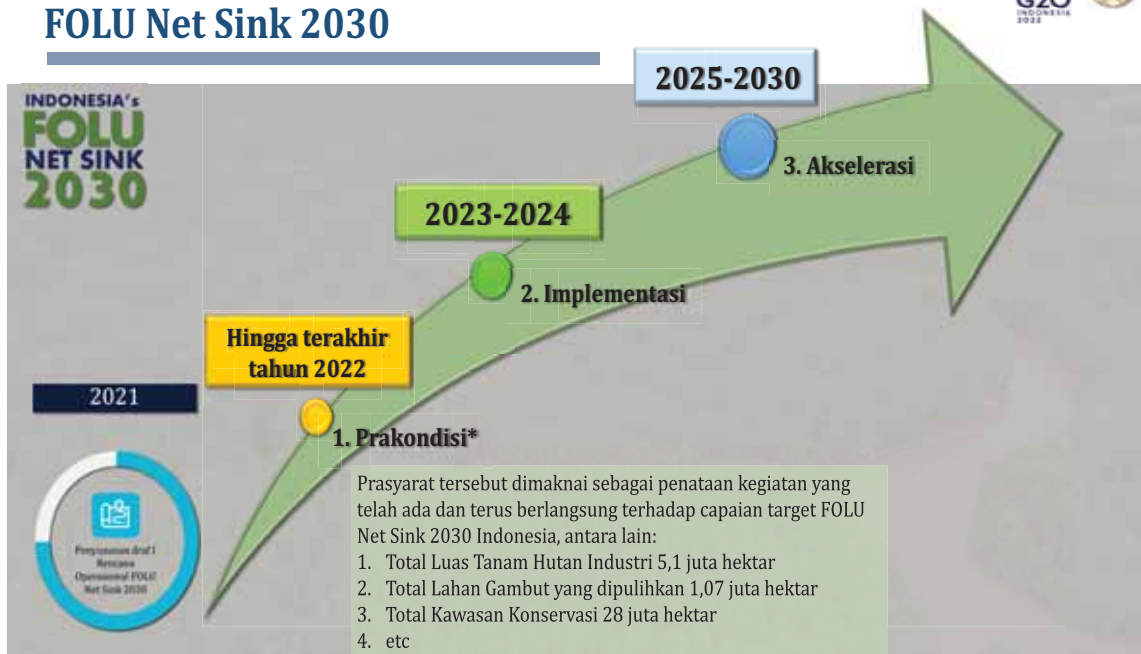 FOLU Net Sink 2030
G20
INDONESIA
2022
INDONESIA's
FOLU
NET SINK
2030
2025-2030
3. Akselerasi
2023-2024
2. Implementasi
Hingga terakhir
tahun 2022
1. Prakondisi*
2021
Penyusunan draf I
Rencana
Operasional FOLU
Net Sink 2030
Prasyarat tersebut dimaknai sebagai penataan kegiatan yang
telah ada dan terus berlangsung terhadap capaian target FOLU
Net Sink 2030 Indonesia, antara lain:
1. Total Luas Tanam Hutan Industri 5,1 juta hektar
2. Total Lahan Gambut yang dipulihkan 1,07 juta hektar
3. Total Kawasan Konservasi 28 juta hektar
4. etc